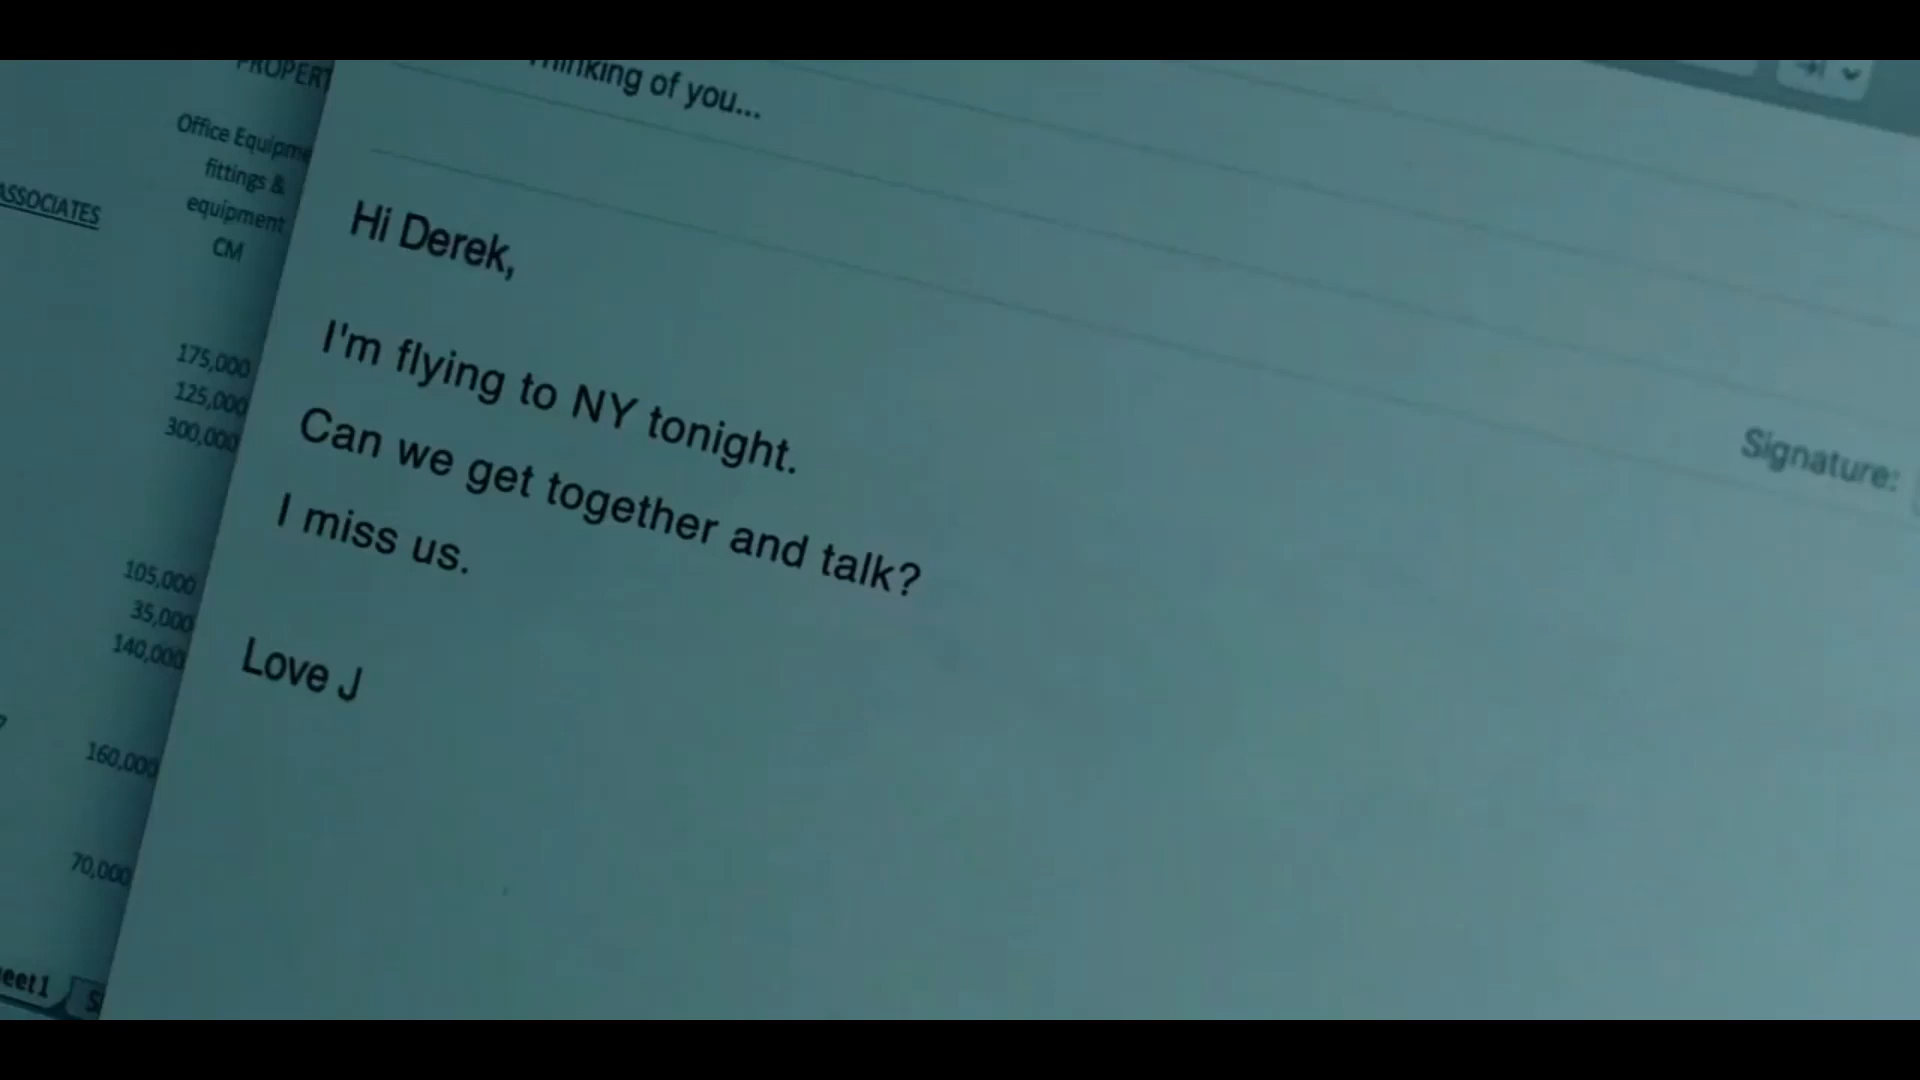 PROPERT
Office Equipme
fittings &
equipment
CM
ASSOCIATES
175,000
125,000
300,000
105,000
35,000
140,000
160,000
70,000
eet1
Thinking of you...
Hi Derek,
I'm flying to NY tonight.
Can we get together and talk?
I miss us.
Love J
Signature: